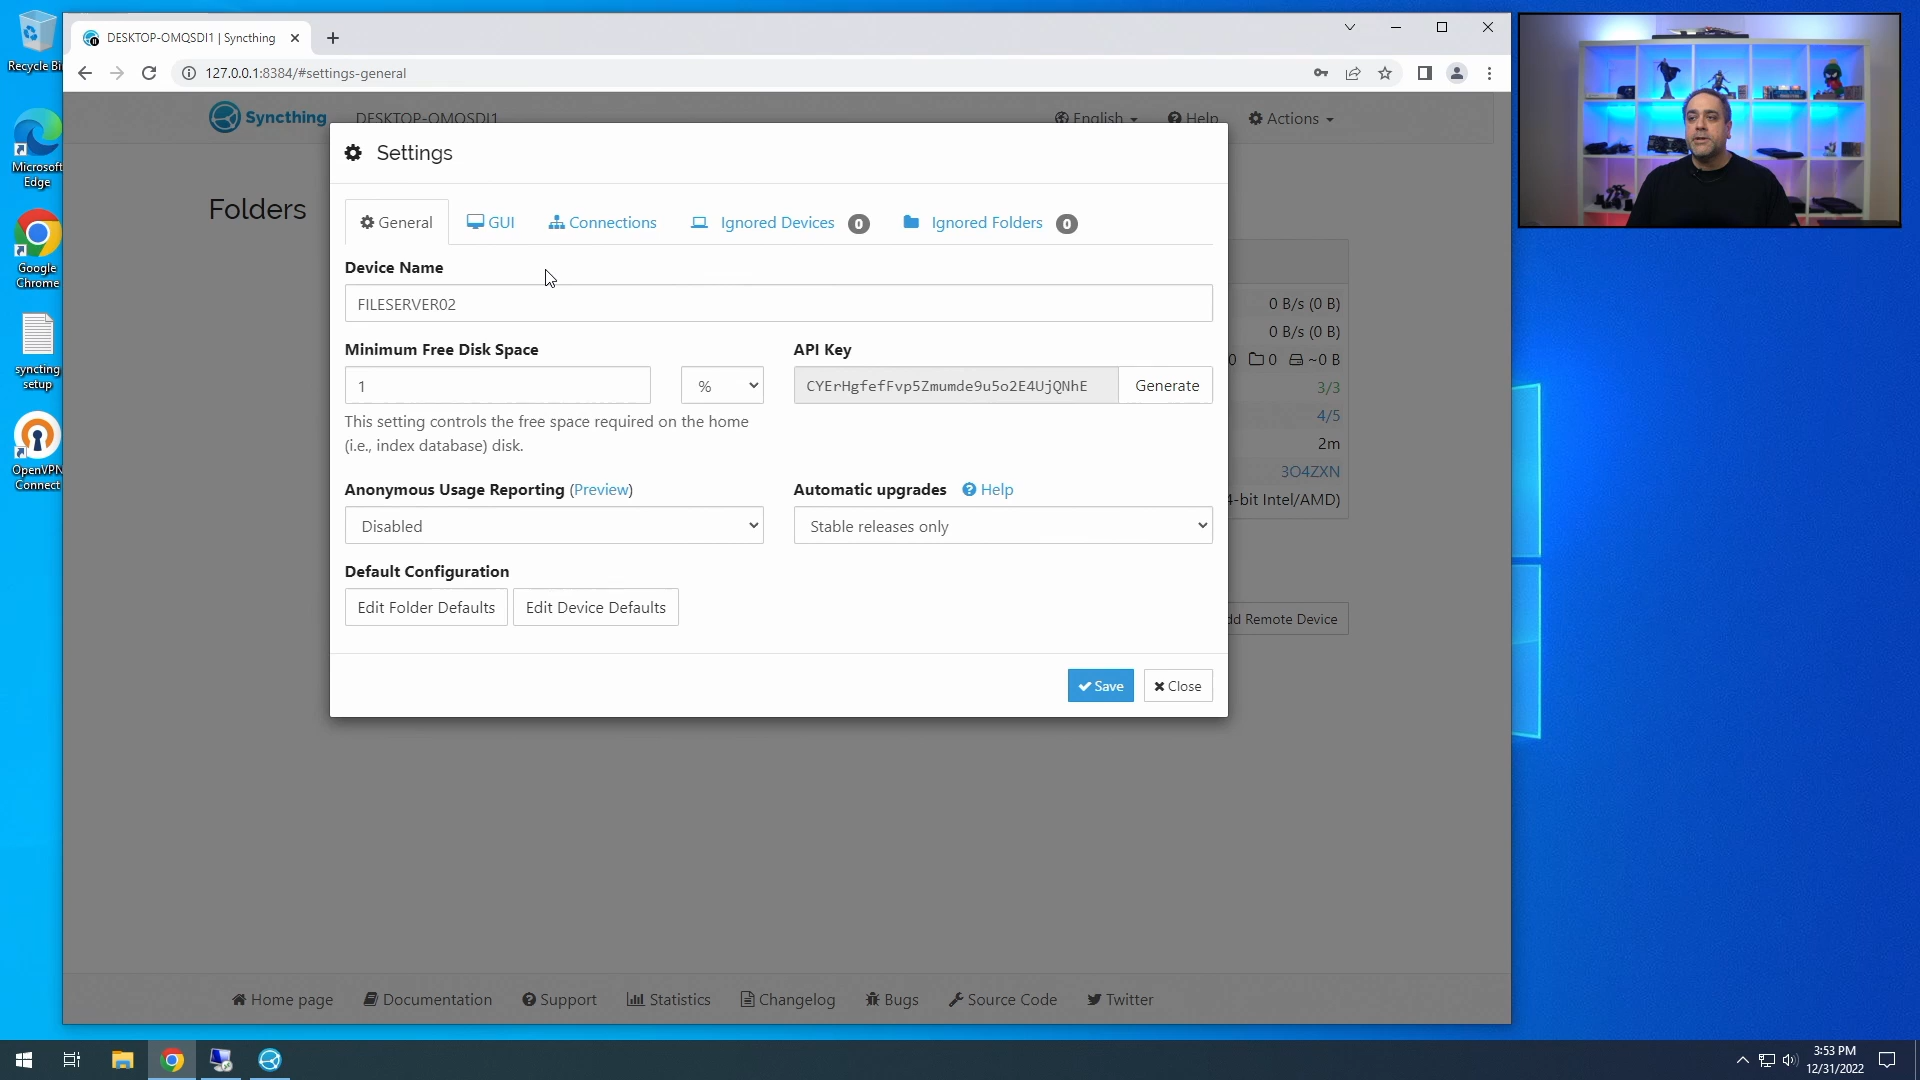 Recycle Bi
Microsoft
Edge
Google
Chrome
syncting
setup
OpenVPN
Connect
DESKTOP-OMQSDI1 | Syncthing
127.0.0.1:8384/#settings-general
Syncthing
DESKTOP-OMQSDI1
English
Help
Actions
Folders
Settings
General
GUI
Connections
Ignored Devices 0
Ignored Folders 0
Device Name
FILESERVER02
Minimum Free Disk Space
1
%
This setting controls the free space required on the home
(i.e., index database) disk.
API Key
CYErHgfefFvp5Zmumde9u5o2E4UjQNhE
Generate
Anonymous Usage Reporting (Preview)
Disabled
Automatic upgrades
Help
Stable releases only
Default Configuration
Edit Folder Defaults
Edit Device Defaults
Save
Close
0 B/s (0 B)
0 B/s (0 B)
0 0 ~0 B
3/3
4/5
2m
3O4ZXN
4-bit Intel/AMD)
dd Remote Device
Home page
Documentation
Support
Statistics
Changelog
Bugs
Source Code
Twitter
3:53 PM
12/31/2022